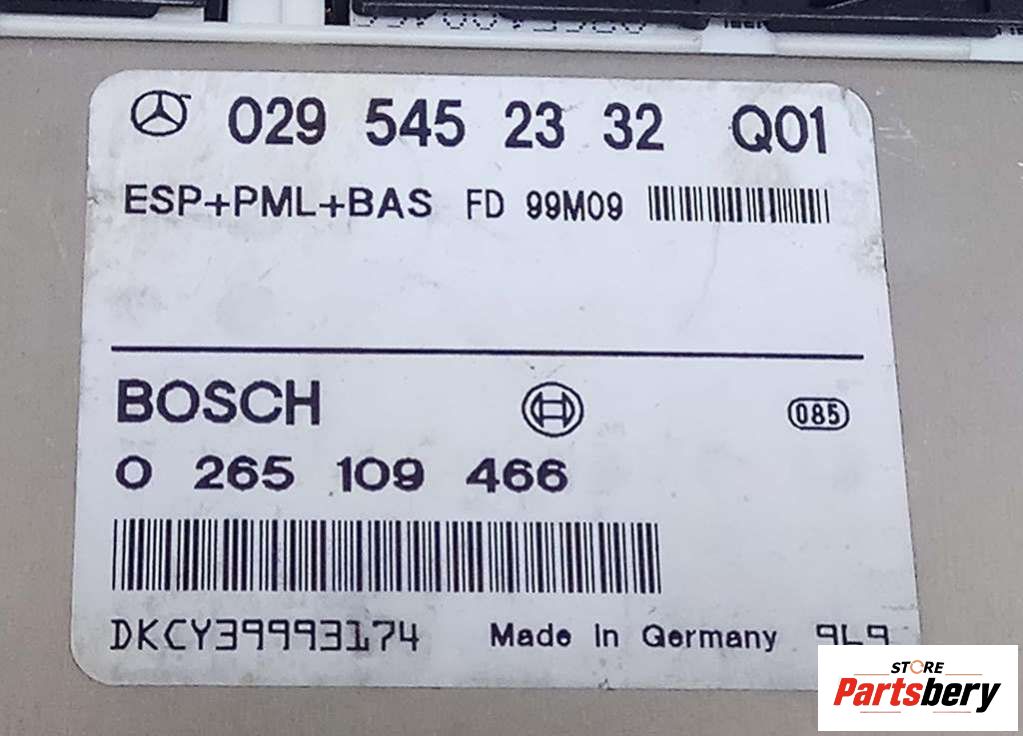 029 545 23 32 Q01
ESP+PML+BAS FD 99M09
BOSCH
085
0 265 109 466
DKCY39993174
Made in Germany
STORE
Partsbery